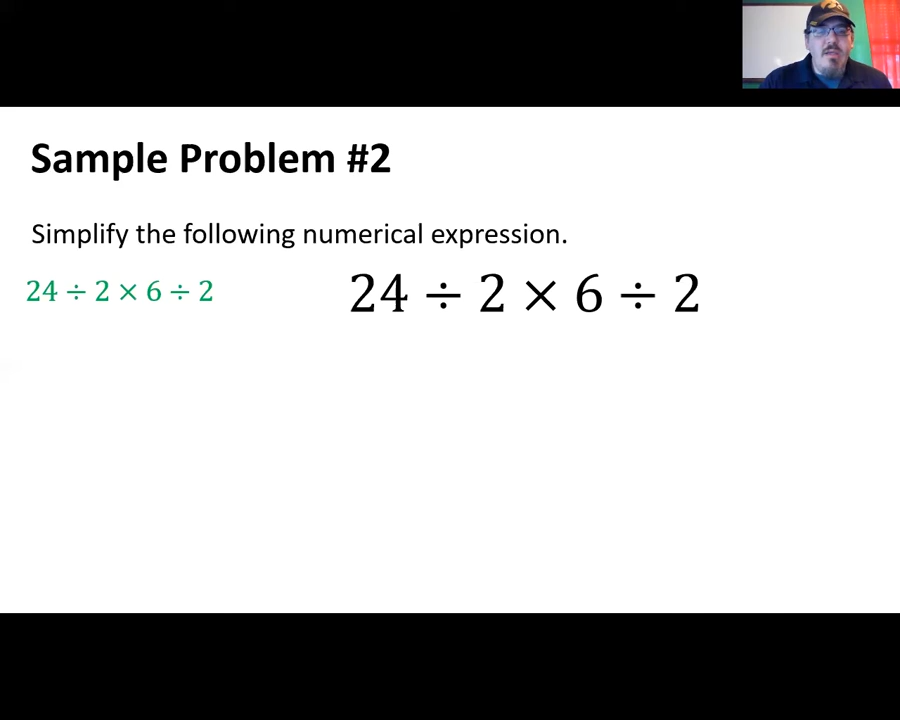 Sample Problem #2
Simplify the following numerical expression.
24 ÷ 2 × 6 ÷ 2
24 ÷ 2 × 6 ÷ 2